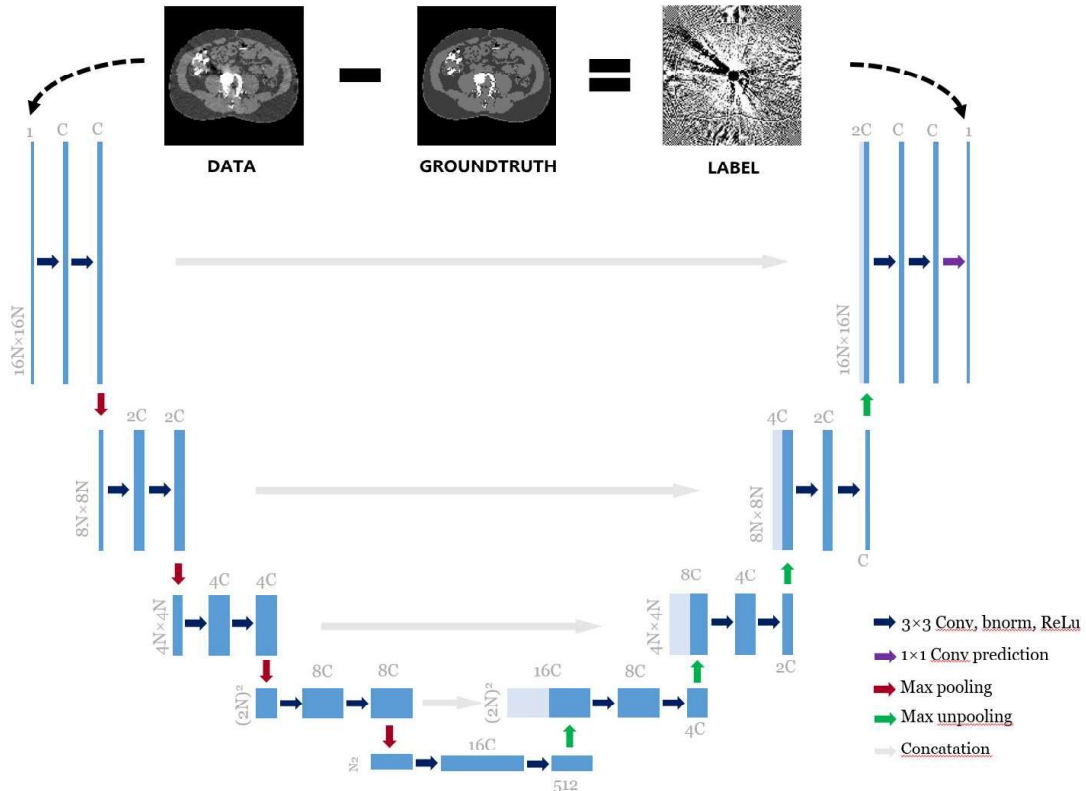 DATA
GROUNDTRUTH
LABEL
1 C C
16N×16N
2C C C 1
16N×16N
2C 2C
8N×8N
4C 2C
8N×8N
C
4C 4C
4N×4N
8C 4C
4N×4N
2C
8C 8C
(2N)²
16C 8C
(2N)²
4C
N2
16C
512
3×3 Conv, bnorm, ReLu
1×1 Conv prediction
Max pooling
Max unpooling
Concatation